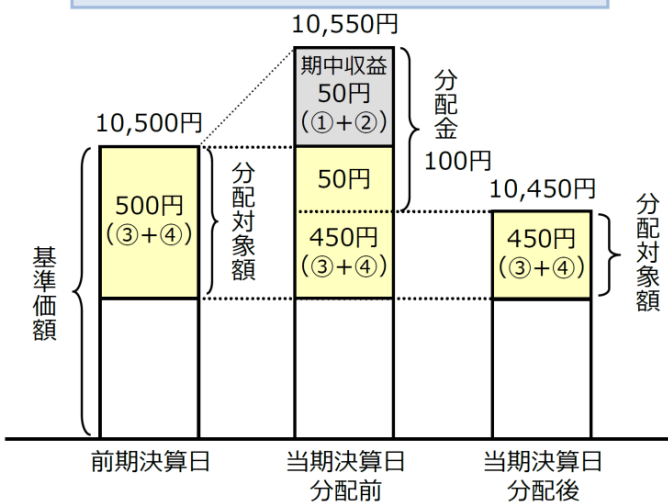 10,550円
期中収益
50円
(①+②)
分配金
100円
10,500円
500円
(③+④)
分配対象額
50円
450円
(③+④)
10,450円
450円
(③+④)
分配対象額
基準価額
前期決算日
当期決算日
分配前
当期決算日
分配後